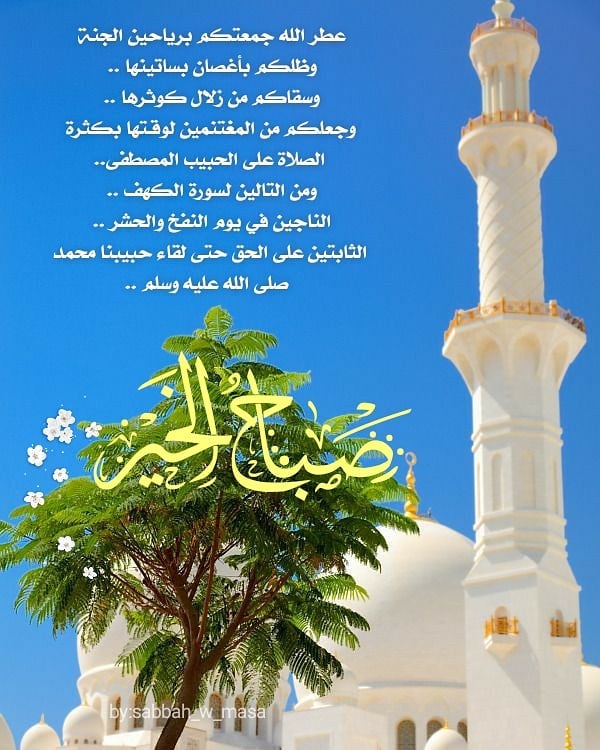 عطر الله جمعتكم برياحين الجنة
وظلكم بأغصان بساتينها ..
وسقاكم من زلال كوثرها ..
وجعلكم من المغتنمين لوقتها بكثرة
الصلاة على الحبيب المصطفى..
ومن التالين لسورة الكهف ..
الناجين في يوم النفخ والحشر ..
الثابتين على الحق حتى لقاء حبيبنا محمد
صلى الله عليه وسلم ..
صَبَاحُ الخَيْر
by:sabbah_w_masa